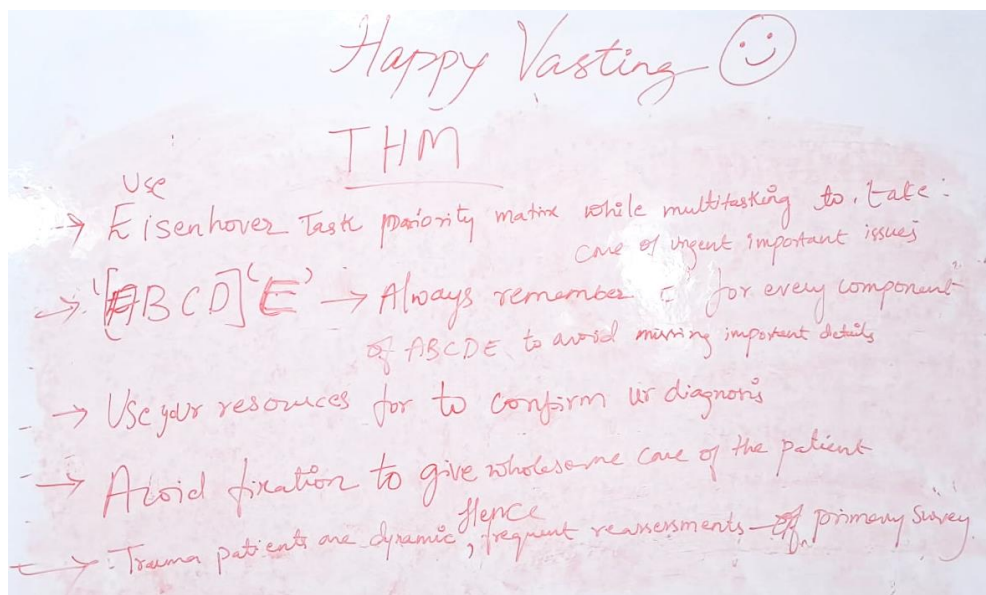 Happy Vasting
THM
Use
→ Eisenhover Task priority matrix while multitasking to take
care of urgent important issues
→ '[ABCD]'E' → Always remember E for every component
of ABCDE to avoid missing important details
→ Use your resources for to confirm ur diagnosis
→ Avoid fixation to give wholesome care of the patient
Hence
→ Trauma patients are dynamic, frequent reassessments of primary survey